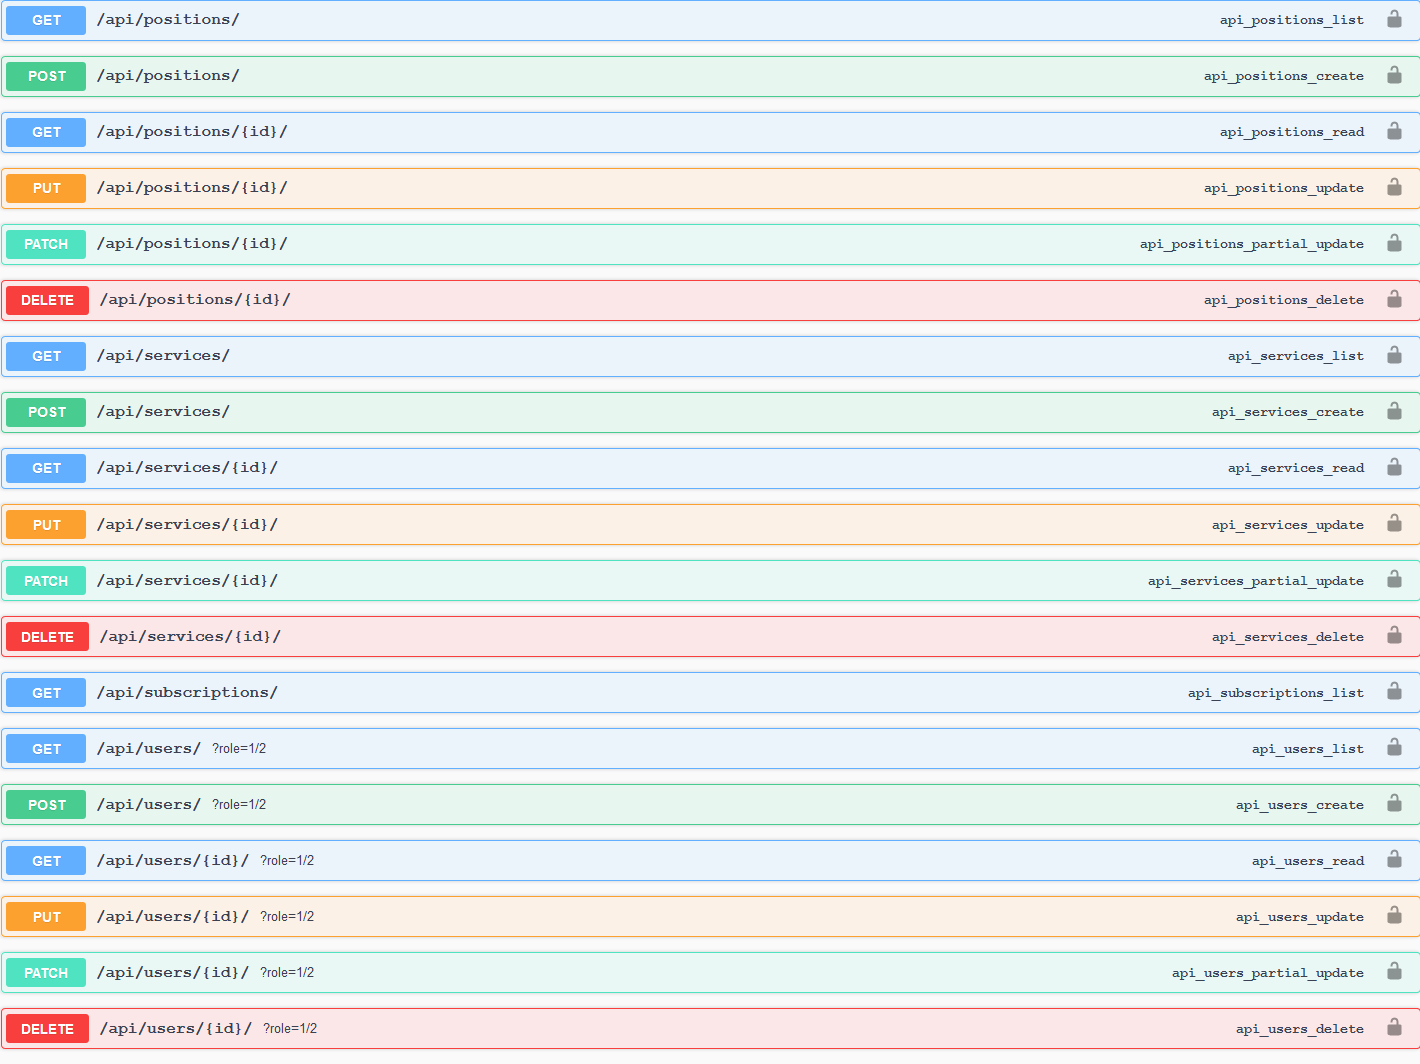 GET /api/positions/ api_positions_list
POST /api/positions/ api_positions_create
GET /api/positions/{id}/ api_positions_read
PUT /api/positions/{id}/ api_positions_update
PATCH /api/positions/{id}/ api_positions_partial_update
DELETE /api/positions/{id}/ api_positions_delete
GET /api/services/ api_services_list
POST /api/services/ api_services_create
GET /api/services/{id}/ api_services_read
PUT /api/services/{id}/ api_services_update
PATCH /api/services/{id}/ api_services_partial_update
DELETE /api/services/{id}/ api_services_delete
GET /api/subscriptions/ api_subscriptions_list
GET /api/users/ ?role=1/2 api_users_list
POST /api/users/ ?role=1/2 api_users_create
GET /api/users/{id}/ ?role=1/2 api_users_read
PUT /api/users/{id}/ ?role=1/2 api_users_update
PATCH /api/users/{id}/ ?role=1/2 api_users_partial_update
DELETE /api/users/{id}/ ?role=1/2 api_users_delete